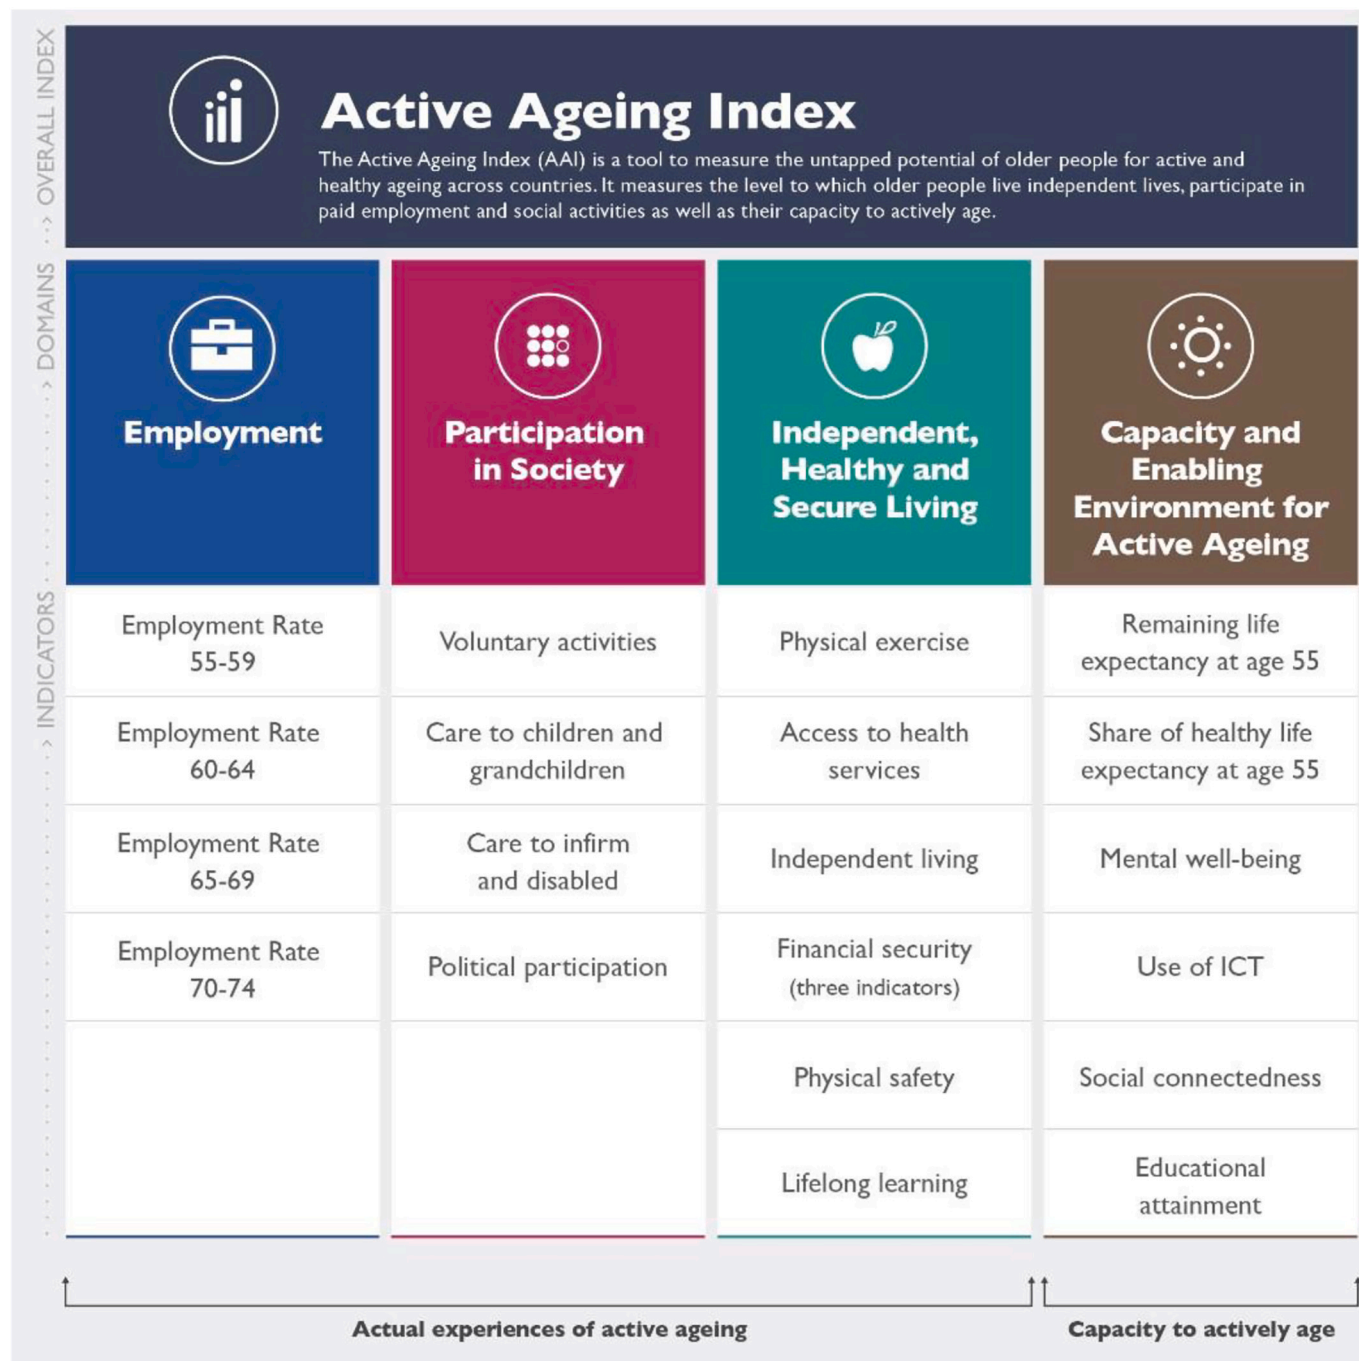 OVERALL INDEX
Active Ageing Index
The Active Ageing Index (AAI) is a tool to measure the untapped potential of older people for active and
healthy ageing across countries. It measures the level to which older people live independent lives, participate in
paid employment and social activities as well as their capacity to actively age.
DOMAINS
Employment
Participation
in Society
Independent,
Healthy and
Secure Living
Capacity and
Enabling
Environment for
Active Ageing
INDICATORS
Employment Rate
55-59
Employment Rate
60-64
Employment Rate
65-69
Employment Rate
70-74
Voluntary activities
Care to children and
grandchildren
Care to infirm
and disabled
Political participation
Physical exercise
Access to health
services
Independent living
Financial security
(three indicators)
Physical safety
Lifelong learning
Remaining life
expectancy at age 55
Share of healthy life
expectancy at age 55
Mental well-being
Use of ICT
Social connectedness
Educational
attainment
Actual experiences of active ageing
Capacity to actively age